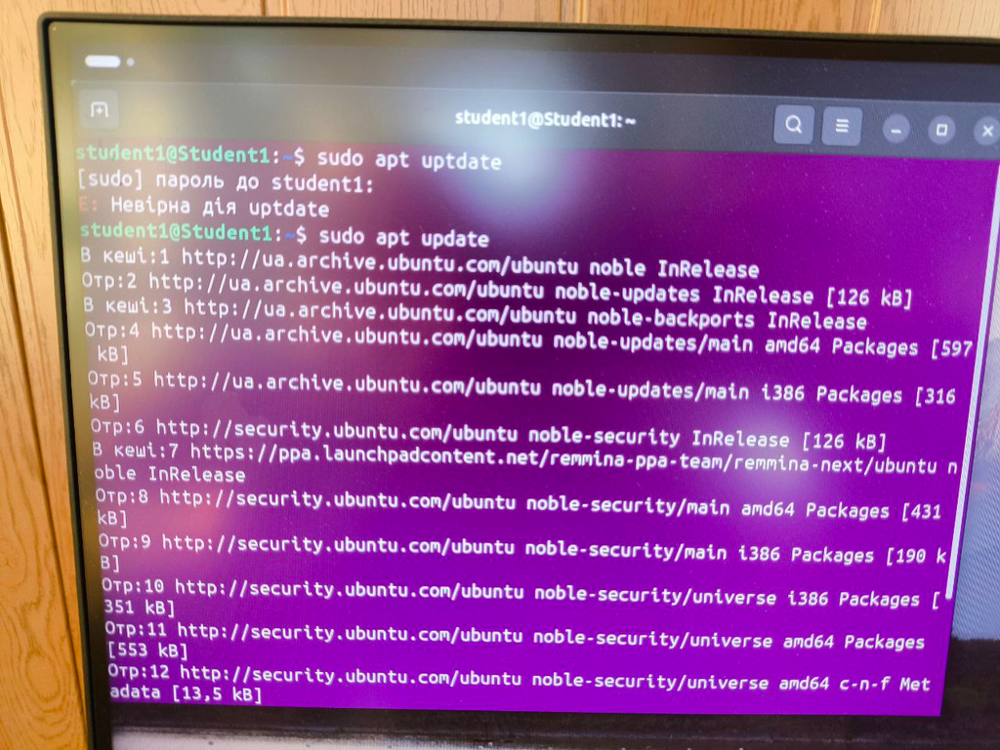 student1@Student1: ~
student1@Student1:~$ sudo apt uptdate
[sudo] пароль до student1:
E: Невірна дія uptdate
student1@Student1:~$ sudo apt update
В кеші:1 http://ua.archive.ubuntu.com/ubuntu noble InRelease
Отр:2 http://ua.archive.ubuntu.com/ubuntu noble-updates InRelease [126 kB]
В кеші:3 http://ua.archive.ubuntu.com/ubuntu noble-backports InRelease
Отр:4 http://ua.archive.ubuntu.com/ubuntu noble-updates/main amd64 Packages [597
kB]
Отр:5 http://ua.archive.ubuntu.com/ubuntu noble-updates/main i386 Packages [316
kB]
Отр:6 http://security.ubuntu.com/ubuntu noble-security InRelease [126 kB]
В кеші:7 https://ppa.launchpadcontent.net/remmina-ppa-team/remmina-next/ubuntu n
oble InRelease
Отр:8 http://security.ubuntu.com/ubuntu noble-security/main amd64 Packages [431
kB]
Отр:9 http://security.ubuntu.com/ubuntu noble-security/main i386 Packages [190 k
B]
Отр:10 http://security.ubuntu.com/ubuntu noble-security/universe i386 Packages [
351 kB]
Отр:11 http://security.ubuntu.com/ubuntu noble-security/universe amd64 Packages
[553 kB]
Отр:12 http://security.ubuntu.com/ubuntu noble-security/universe amd64 c-n-f Met
adata [13,5 kB]